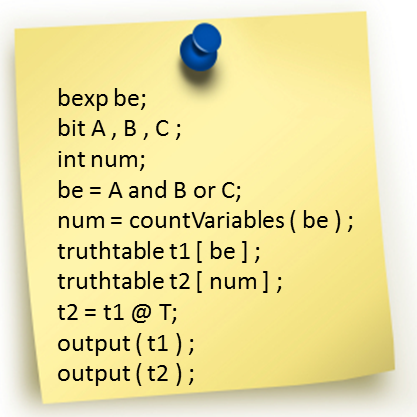 bexp be;
bit A , B , C ;
int num;
be = A and B or C;
num = countVariables ( be ) ;
truthtable t1 [ be ] ;
truthtable t2 [ num ] ;
t2 = t1 @ T;
output ( t1 ) ;
output ( t2 ) ;